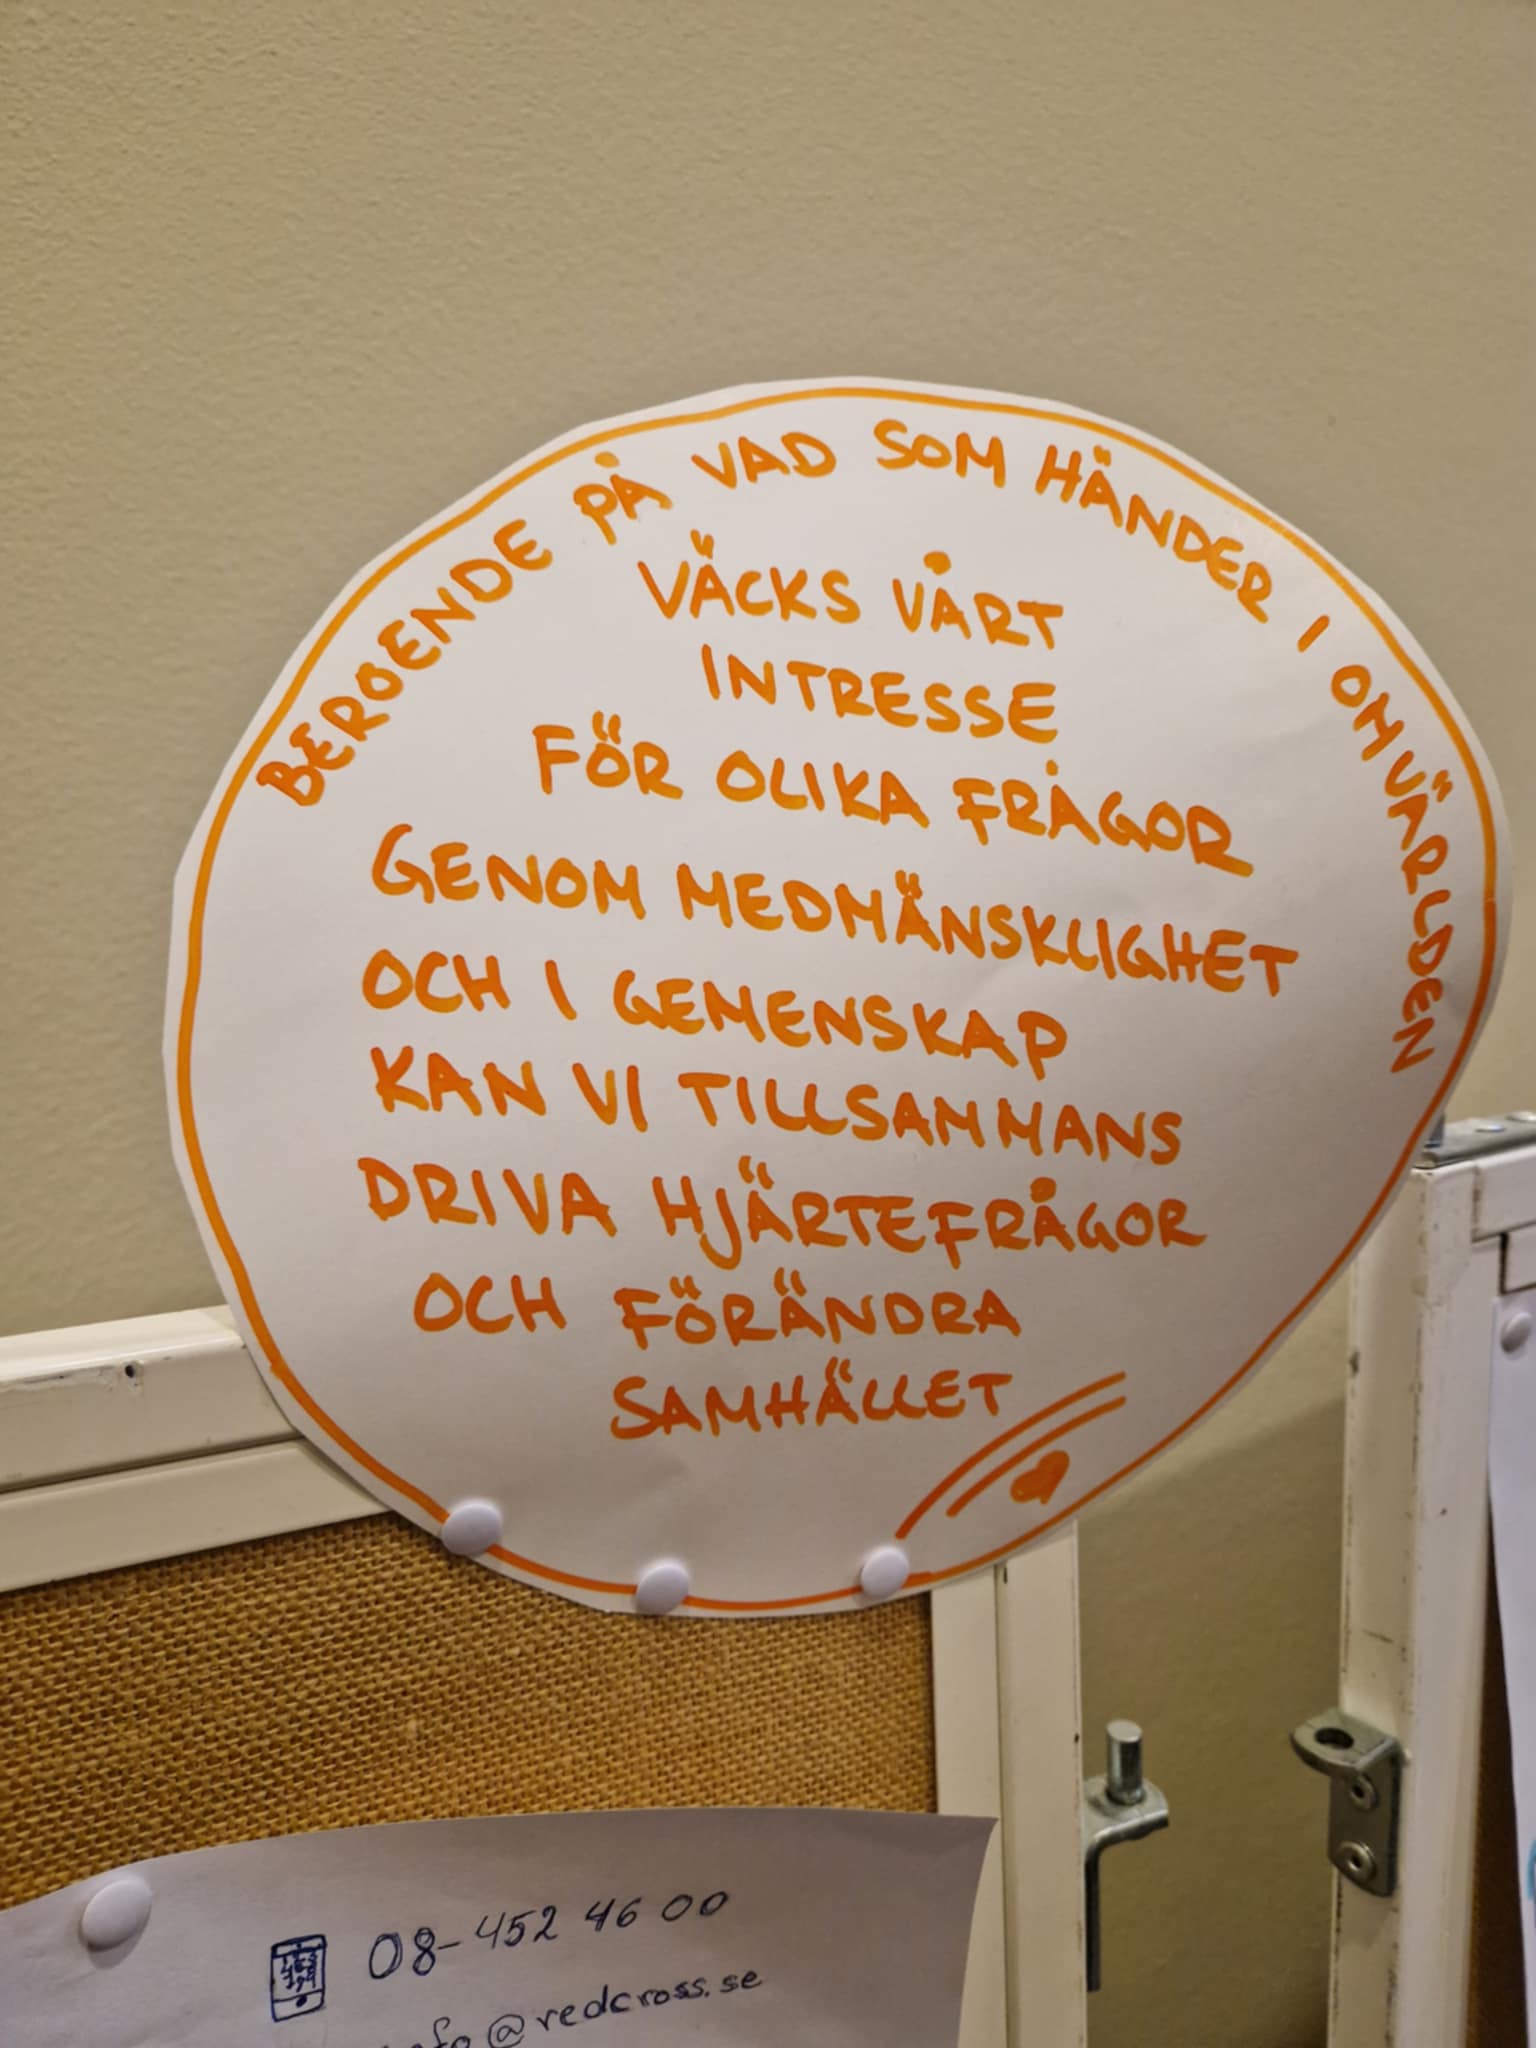 BEROENDE PÅ VAD SOM HÄNDER I OMVÄRLDEN
VÄCKS VÅRT
INTRESSE
FÖR OLIKA FRÅGOR
GENOM MEDMÄNSKLIGHET
OCH I GEMENSKAP
KAN VI TILLSAMMANS
DRIVA HJÄRTEFRÅGOR
OCH FÖRÄNDRA
SAMHÄLLET
08-452 46 00
info@redcross.se